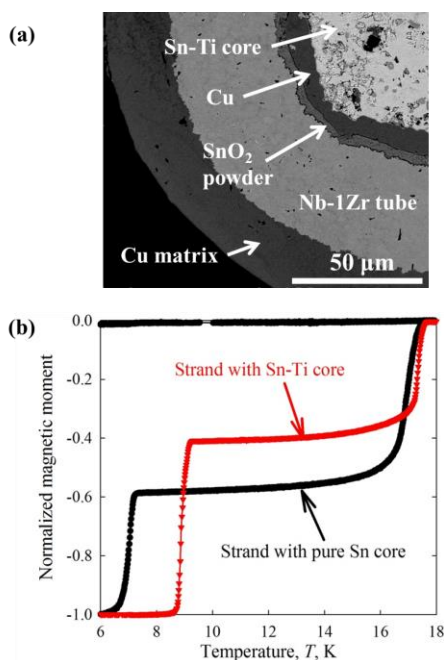 (a)
Sn-Ti core
Cu
SnO₂
powder
Nb-1Zr tube
Cu matrix
50 µm
(b)
0.0
-0.2
-0.4
-0.6
-0.8
-1.0
Normalized magnetic moment
Strand with Sn-Ti core
Strand with pure Sn core
6 8 10 12 14 16 18
Temperature, T, K